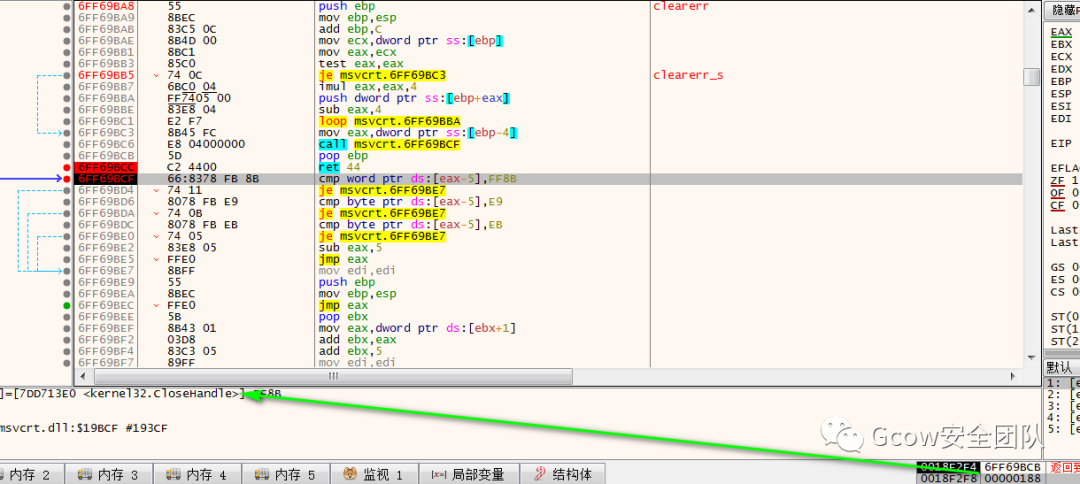 6FF69BA8 55 push ebp clearerr
6FF69BA9 8BEC mov ebp,esp
6FF69BAB 83C5 0C add ebp,C
6FF69BAE 8B4D 00 mov ecx,dword ptr ss:[ebp]
6FF69BB1 8BC1 mov eax,ecx
6FF69BB3 85C0 test eax,eax
6FF69BB5 74 0C je msvcrt.6FF69BC3 clearerr_s
6FF69BB7 6BC0 04 imul eax,eax,4
6FF69BBA FF7405 00 push dword ptr ss:[ebp+eax]
6FF69BBE 83E8 04 sub eax,4
6FF69BC1 E2 F7 loop msvcrt.6FF69BBA
6FF69BC3 8B45 FC mov eax,dword ptr ss:[ebp-4]
6FF69BC6 E8 04000000 call msvcrt.6FF69BCF
6FF69BCB 5D pop ebp
6FF69BCC C2 4400 ret 44
6FF69BCF 66:8378 FB 8B cmp word ptr ds:[eax-5],FF8B
6FF69BD4 74 11 je msvcrt.6FF69BE7
6FF69BD6 8078 FB E9 cmp byte ptr ds:[eax-5],E9
6FF69BDA 74 0B je msvcrt.6FF69BE7
6FF69BDC 8078 FB EB cmp byte ptr ds:[eax-5],EB
6FF69BE0 74 05 je msvcrt.6FF69BE7
6FF69BE2 83E8 05 sub eax,5
6FF69BE5 FFE0 jmp eax
6FF69BE7 8BFF mov edi,edi
6FF69BE9 55 push ebp
6FF69BEA 8BEC mov ebp,esp
6FF69BEC FFE0 jmp eax
6FF69BEE 5B pop ebx
6FF69BEF 8B43 01 mov eax,dword ptr ds:[ebx+1]
6FF69BF2 03D8 add ebx,eax
6FF69BF4 83C3 05 add ebx,5
6FF69BF7 89FF mov edi,edi
隐藏
EAX
EBX
ECX
EDX
EBP
ESP
ESI
EDI
EIP
EFLA
ZF 1
OF 0
CF 0
Last
Last
GS 0
ES 0
CS 0
ST(0
ST(1
ST(2
默认
1: [e
2: [e
3: [e
4: [e
5: [e
]=[7DD713E0 <kernel32.CloseHandle>]
msvcrt.dll:$19BCF #193CF
Gcow安全团队
内存 2 内存 3 内存 4 内存 5 监视 1 [x=] 局部变量 结构体
0018F2F4 6FF69BCB 返回到
0018F2F8 00000188